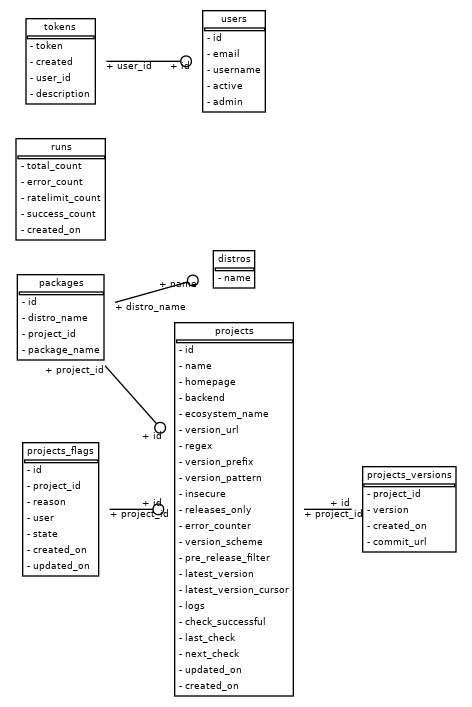 tokens
- token
- created
- user_id
- description
+ user_id
+ id
users
- id
- email
- username
- active
- admin
runs
- total_count
- error_count
- ratelimit_count
- success_count
- created_on
distros
- name
packages
- id
- distro_name
- project_id
- package_name
+ name
+ distro_name
+ project_id
+ id
projects
- id
- name
- homepage
- backend
- ecosystem_name
- version_url
- regex
- version_prefix
- version_pattern
- insecure
- releases_only
- error_counter
- version_scheme
- pre_release_filter
- latest_version
- latest_version_cursor
- logs
- check_successful
- last_check
- next_check
- updated_on
- created_on
projects_flags
- id
- project_id
- reason
- user
- state
- created_on
- updated_on
+ id
+ project_id
+ id
+ project_id
projects_versions
- project_id
- version
- created_on
- commit_url